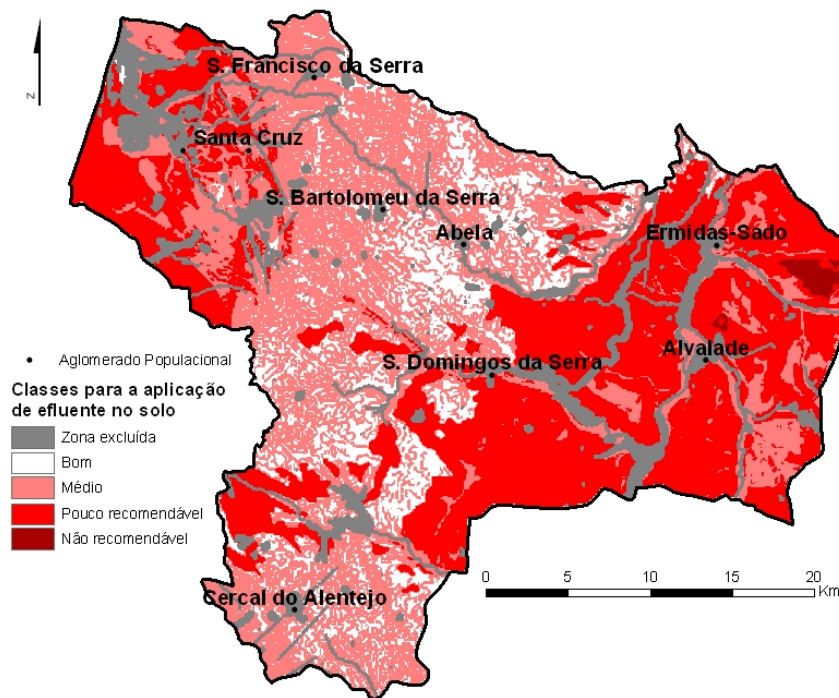 S. Francisco da Serra
Z
Santa Cruz
S. Bartolomeu da Serra
Abela
Ermidas-Sado
Aglomerado Populacional
S. Domingos da Serra
Alvalade
Classes para a aplicação
de efluente no solo
Zona excluída
Bom
Médio
Pouco recomendável
Não recomendável
0 5 10 15 20
Km
Cercal do Alentejo